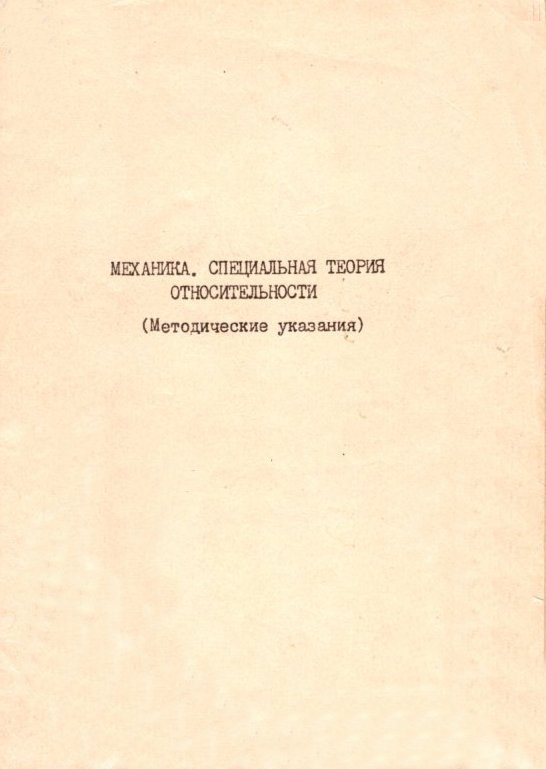 МЕХАНИКА. СПЕЦИАЛЬНАЯ ТЕОРИЯ
ОТНОСИТЕЛЬНОСТИ
(Методические указания)